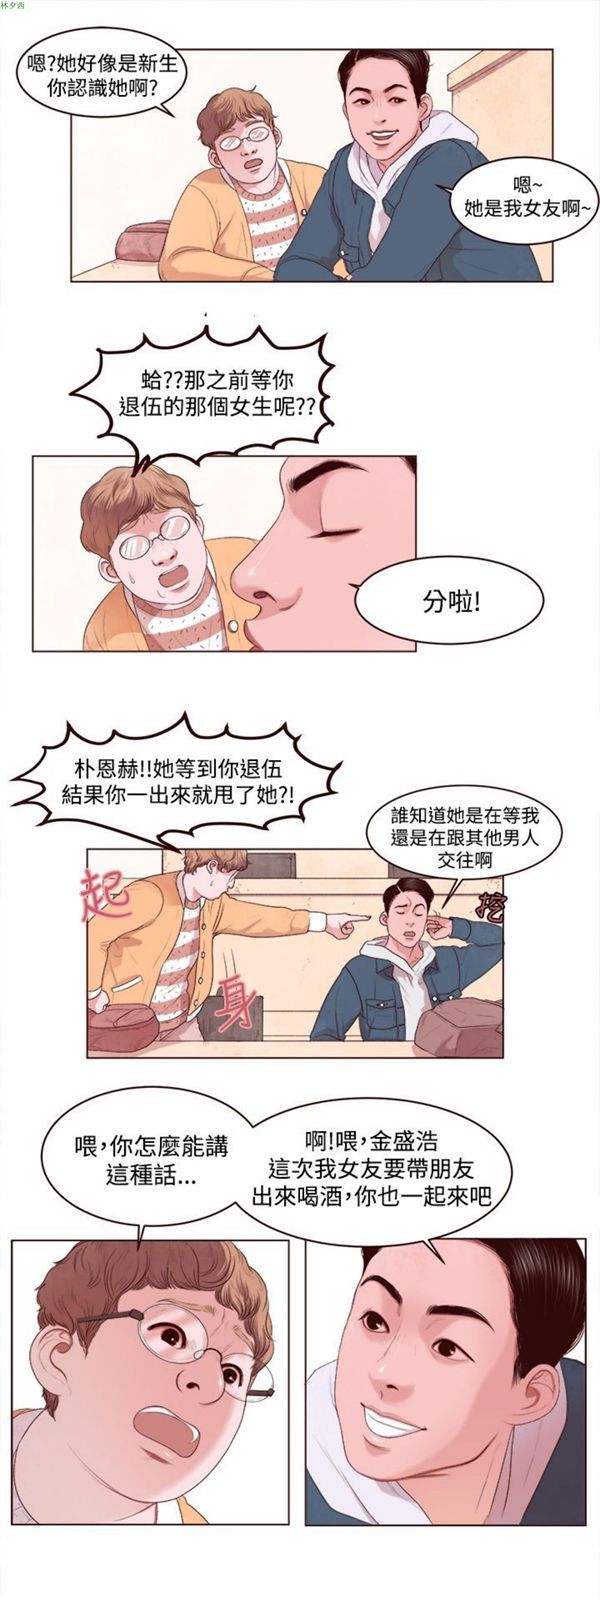 林夕西
嗯?她好像是新生
你認識她啊?
嗯~
她是我女友啊~
蛤??那之前等你
退伍的那個女生呢??
分啦!
朴恩赫!!她等到你退伍
結果你一出來就甩了她?!
誰知道她是在等我
還是在跟其他男人
交往啊
起
身
挖
喂,你怎麼能講
這種話...
啊!喂,金盛浩
這次我女友要帶朋友
出來喝酒,你也一起來吧